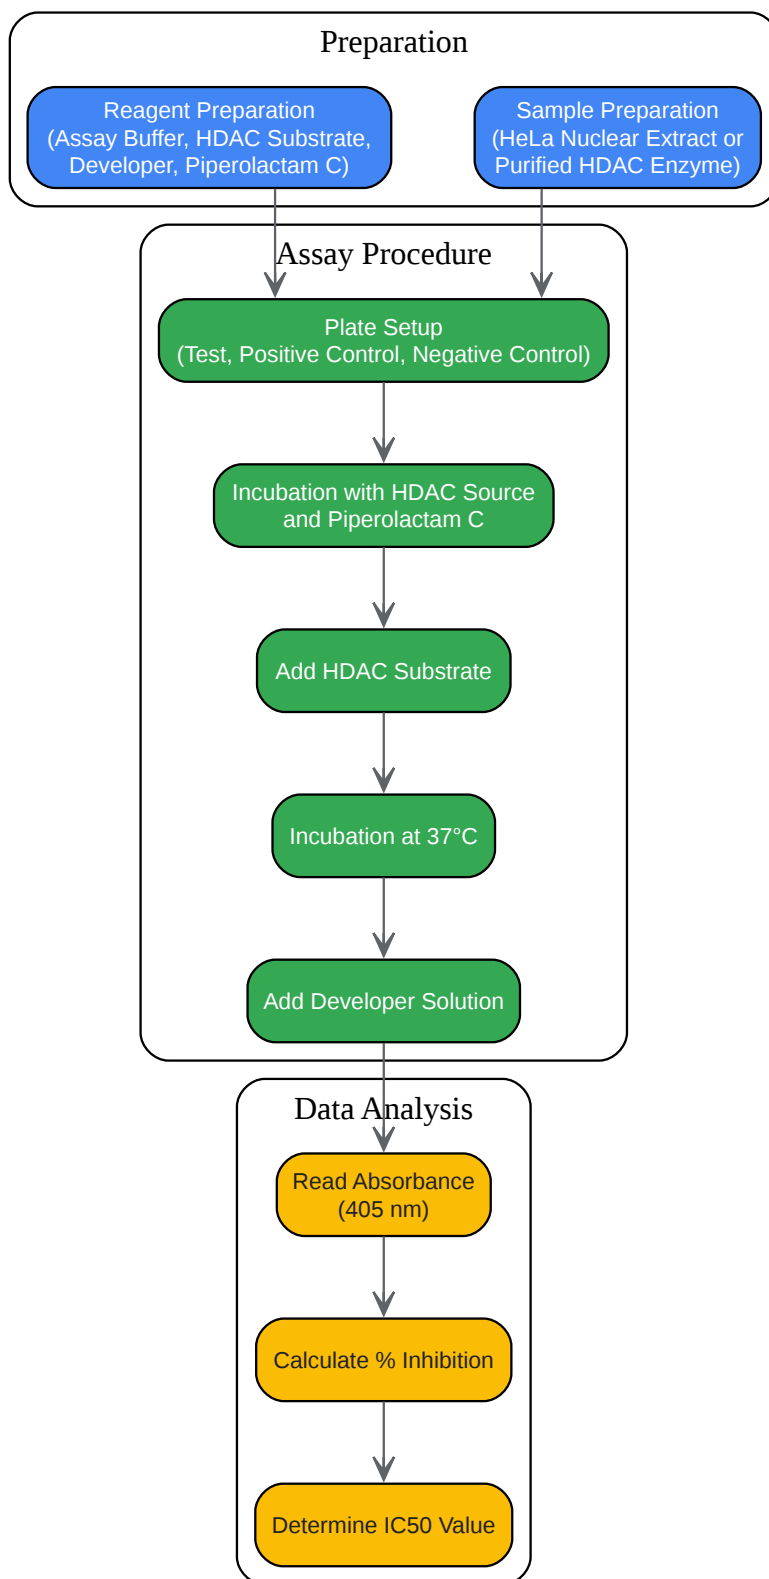 Preparation
Reagent Preparation
(Assay Buffer, HDAC Substrate,
Developer, Piperolactam C)
Sample Preparation
(HeLa Nuclear Extract or
Purified HDAC Enzyme)
Assay Procedure
Plate Setup
(Test, Positive Control, Negative Control)
Incubation with HDAC Source
and Piperolactam C
Add HDAC Substrate
Incubation at 37°C
Add Developer Solution
Data Analysis
Read Absorbance
(405 nm)
Calculate % Inhibition
Determine IC50 Value